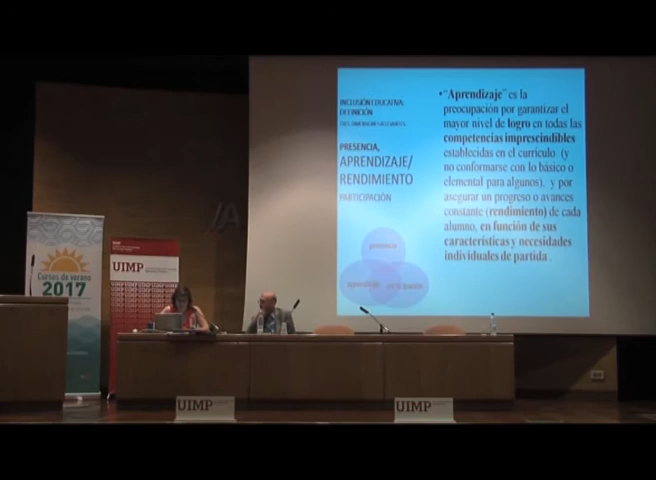 INCLUSIÓN EDUCATIVA:
DEFINICIÓN
PRESENCIA,
APRENDIZAJE/
RENDIMIENTO
PARTICIPACIÓN
presencia
aprendizaje
participación
•"Aprendizaje" es la
preocupación por garantizar el
mayor nivel de logro en todas las
competencias imprescindibles
establecidas en el currículo (y
no conformarse con lo básico o
elemental para algunos), y por
asegurar un progreso o avances
constante (rendimiento) de cada
alumno, en función de sus
características y necesidades
individuales de partida .
Cursos de verano
2017
UIMP
UIMP
UIMP